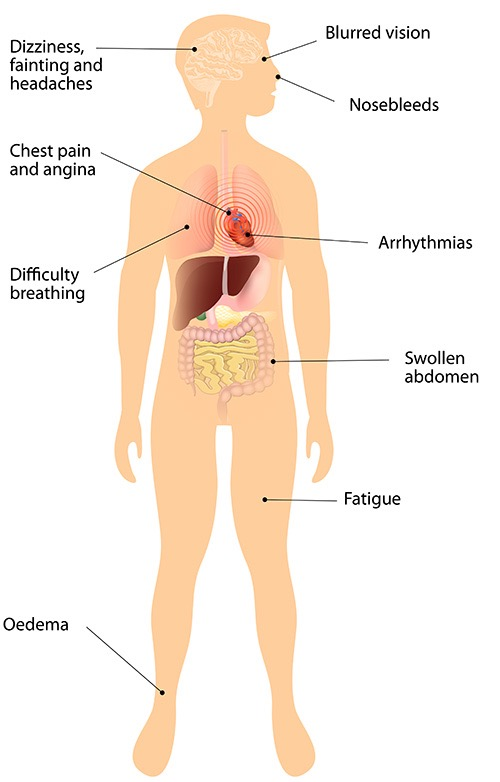 Dizziness,
fainting and
headaches
Blurred vision
Nosebleeds
Chest pain
and angina
Arrhythmias
Difficulty
breathing
Swollen
abdomen
Fatigue
Oedema